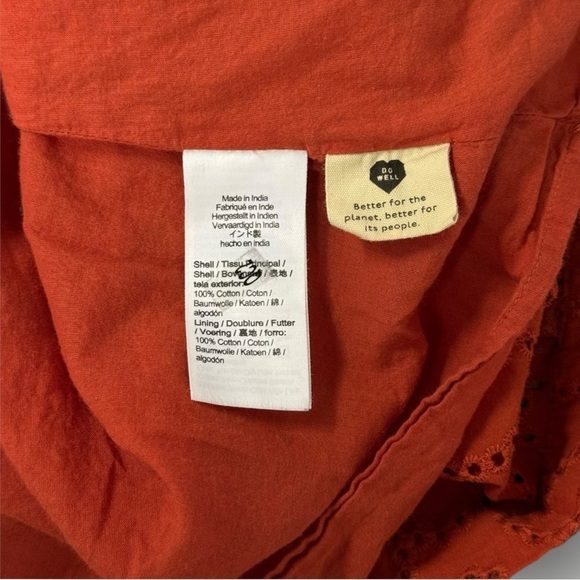 Made in India
Fabriqué en Inde
Hergestellt in Indien
Vervaardigd in India
インド製
hecho en india
Shell / Tissu Principal /
Shell / / 表地 /
tela exterior:
100% Cotton / Coton /
Baumwolle / Katoen / 綿 /
algodón
Lining / Doublure / Futter
/ Voering / 裏地 / forro:
100% Cotton / Coton /
Baumwolle / Katoen / 綿 /
algodón
DO
WELL
Better for the
planet, better for
its people.